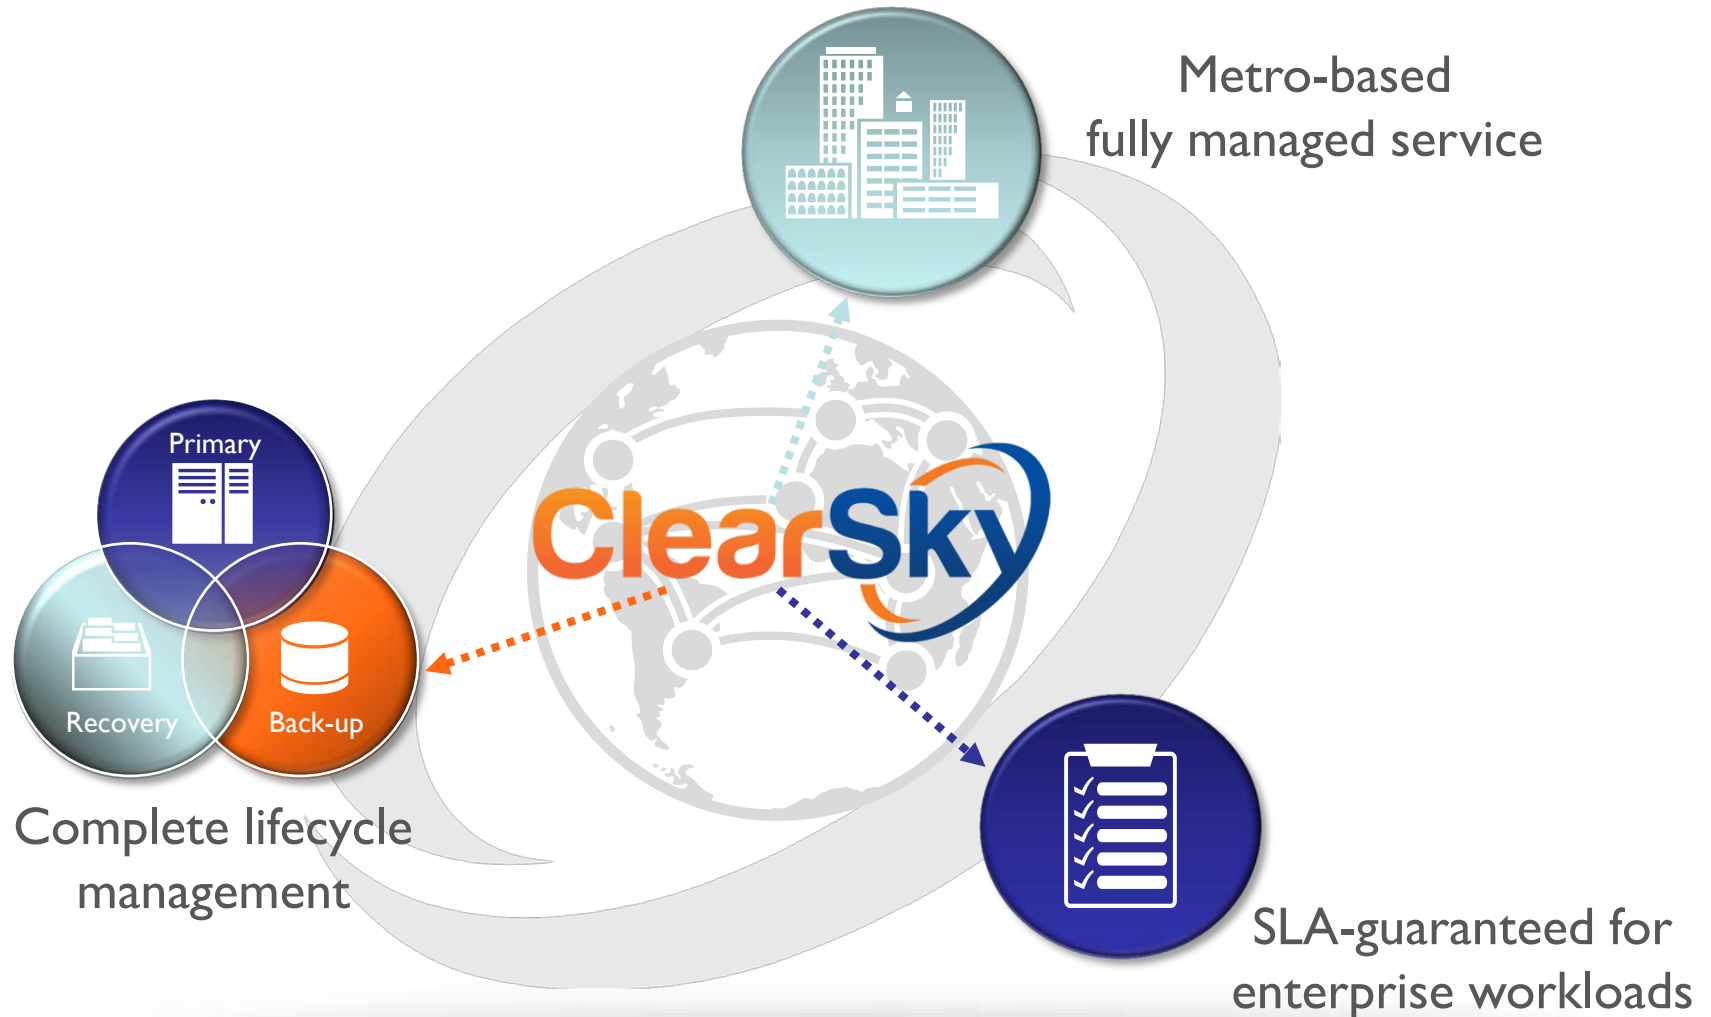 Metro-based
fully managed service
Primary
Recovery
Back-up
ClearSky
Complete lifecycle
management
SLA-guaranteed for
enterprise workloads